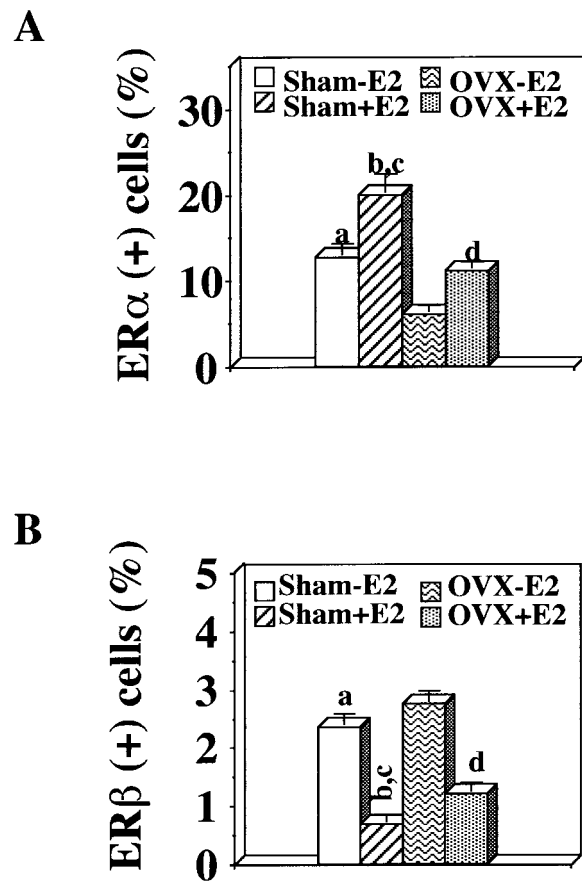 A
ERα (+) cells (%)
Sham-E2 OVX-E2
Sham+E2 OVX+E2
30
20
10
0
a
b,c
d
B
ERβ (+) cells (%)
Sham-E2 OVX-E2
Sham+E2 OVX+E2
5
4
3
2
1
0
a
b,c
d